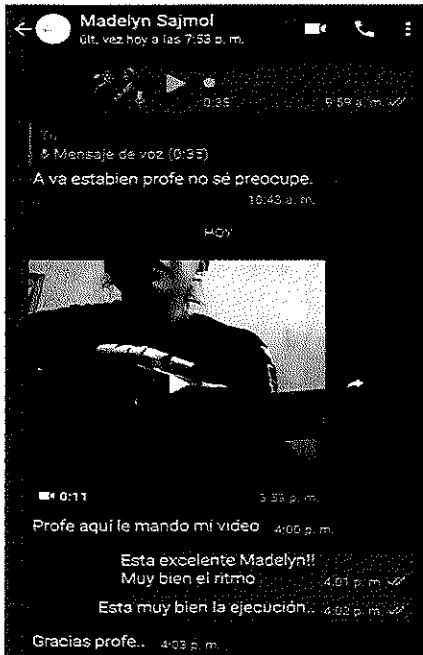 Madelyn Sajmol
últ. vez hoy a las 7:53 p. m.
0:35 9:59 a. m.
Tú
Mensaje de voz (0:35)
A va estabien profe no sé preocupe.
10:43 a. m.
HOY
0:11 3:59 p. m.
Profe aquí le mando mi video 4:00 p. m.
Esta excelente Madelyn!!
Muy bien el ritmo 4:01 p. m.
Esta muy bien la ejecución.. 4:02 p. m.
Gracias profe.. 4:03 p. m.